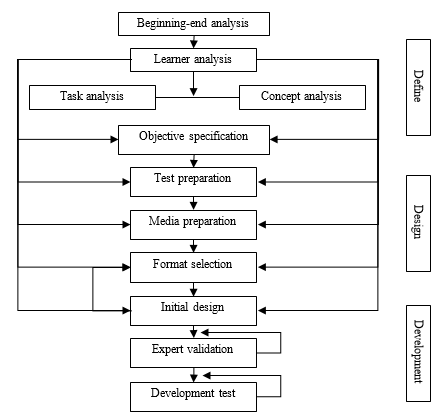 Beginning-end analysis
Learner analysis
Task analysis
Concept analysis
Define
Objective specification
Test preparation
Media preparation
Design
Format selection
Initial design
Expert validation
Development
Development test